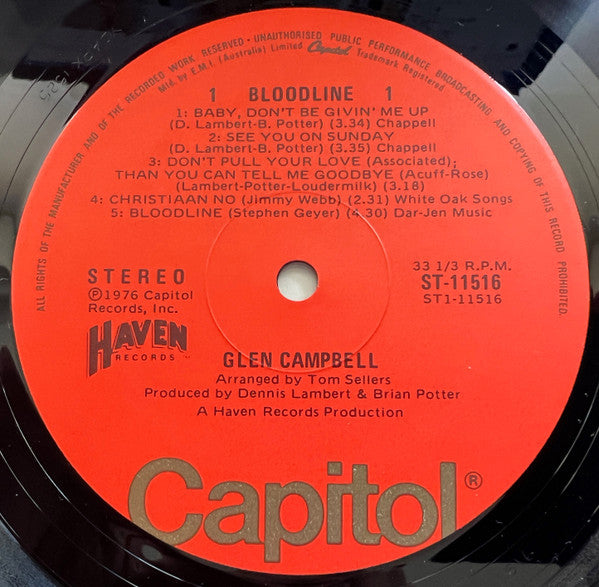 ALL RIGHTS OF THE MANUFACTURER AND OF THE RECORDED WORK RESERVED • UNAUTHORISED PUBLIC PERFORMANCE BROADCASTING AND COPYING OF THIS RECORD PROHIBITED.
Mfd. by E.M.I. (Australia) Limited Capitol Trademark Registered
1 BLOODLINE 1
1: BABY, DON'T BE GIVIN' ME UP
(D. Lambert-B. Potter) (3.34) Chappell
2: SEE YOU ON SUNDAY
(D. Lambert-B. Potter) (3.35) Chappell
3: DON'T PULL YOUR LOVE (Associated);
THAN YOU CAN TELL ME GOODBYE (Acuff-Rose)
(Lambert-Potter-Loudermilk) (3.18)
4: CHRISTIAAN NO (Jimmy Webb) (2.31) White Oak Songs
5: BLOODLINE (Stephen Geyer) (4.30) Dar-Jen Music
STEREO
Ⓟ1976 Capitol
Records, Inc.
HAVEN
RECORDS
33 1/3 R.P.M.
ST-11516
ST1-11516
GLEN CAMPBELL
Arranged by Tom Sellers
Produced by Dennis Lambert & Brian Potter
A Haven Records Production
Capitol®